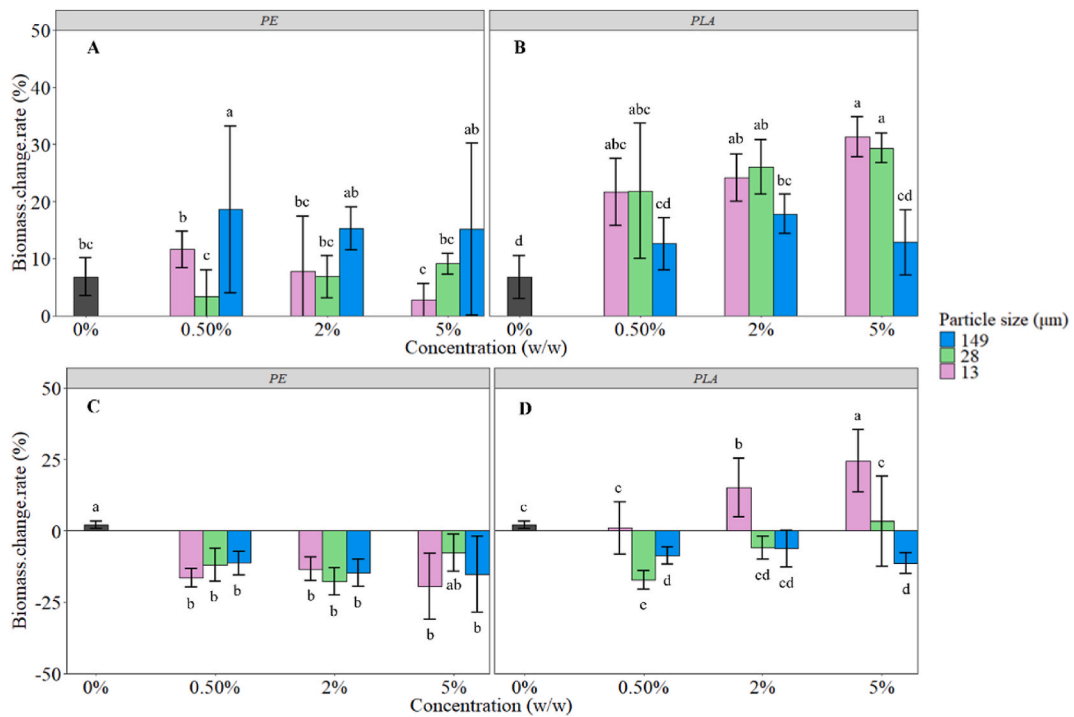 PE PLA
50
40
30
20
10
0
Biomass.change.rate (%)
A
B
bc b c a bc bc ab c bc ab
d abc abc cd ab ab bc a a cd
0% 0.50% 2% 5% 0% 0.50% 2% 5%
Concentration (w/w)
Particle size (μm)
149
28
13
PE PLA
50
25
0
-25
-50
Biomass.change.rate (%)
C
D
a b b b b b b b ab b
c c c d b cd cd a c d
0% 0.50% 2% 5% 0% 0.50% 2% 5%
Concentration (w/w)